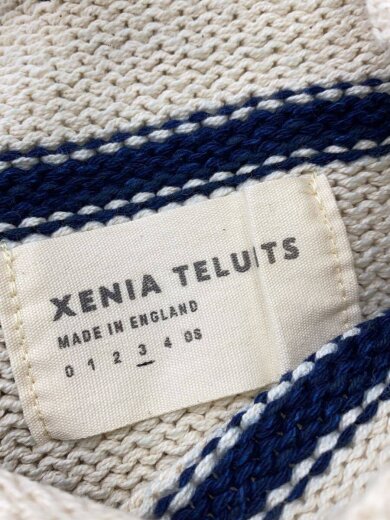 XENIA TELUNTS
MADE IN ENGLAND
0 1 2 3 4 OS